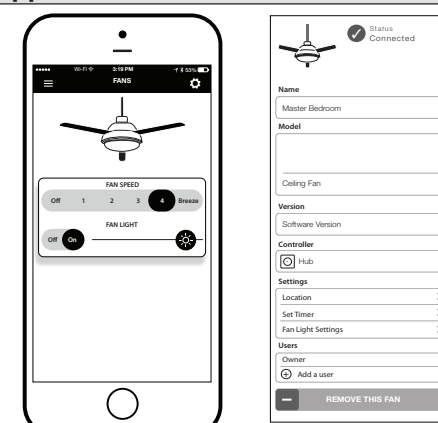 Wi-Fi 3:19 PM 53%
FANS
FAN SPEED
Off 1 2 3 4 Breeze
FAN LIGHT
Off On
Status
Connected
Name
Master Bedroom
Model
Ceiling Fan
Version
Software Version
Controller
Hub
Settings
Location
Set Timer
Fan Light Settings
Users
Owner
Add a user
REMOVE THIS FAN